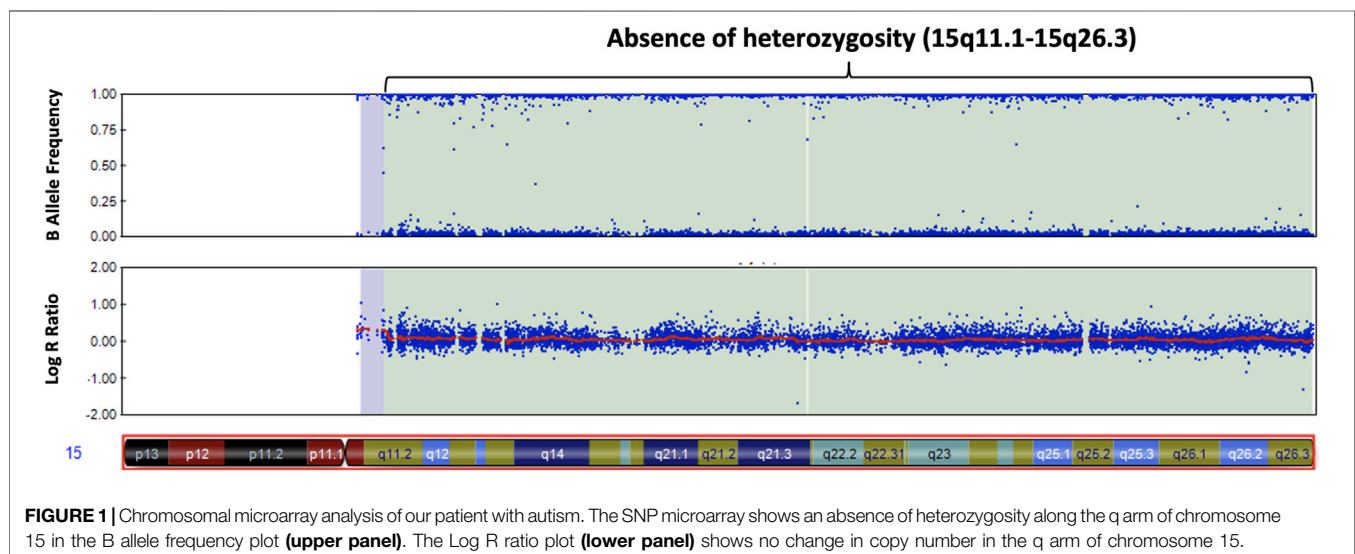 Absence of heterozygosity (15q11.1-15q26.3)
B Allele Frequency
1.00
0.75
0.50
0.25
0.00
Log R Ratio
2.00
1.00
0.00
-1.00
-2.00
15 p13 p12 p11.2 p11.1 q11.2 q12 q14 q21.1 q21.2 q21.3 q22.2 q22.31 q23 q25.1 q25.2 q25.3 q26.1 q26.2 q26.3
FIGURE 1 | Chromosomal microarray analysis of our patient with autism. The SNP microarray shows an absence of heterozygosity along the q arm of chromosome
15 in the B allele frequency plot (upper panel). The Log R ratio plot (lower panel) shows no change in copy number in the q arm of chromosome 15.